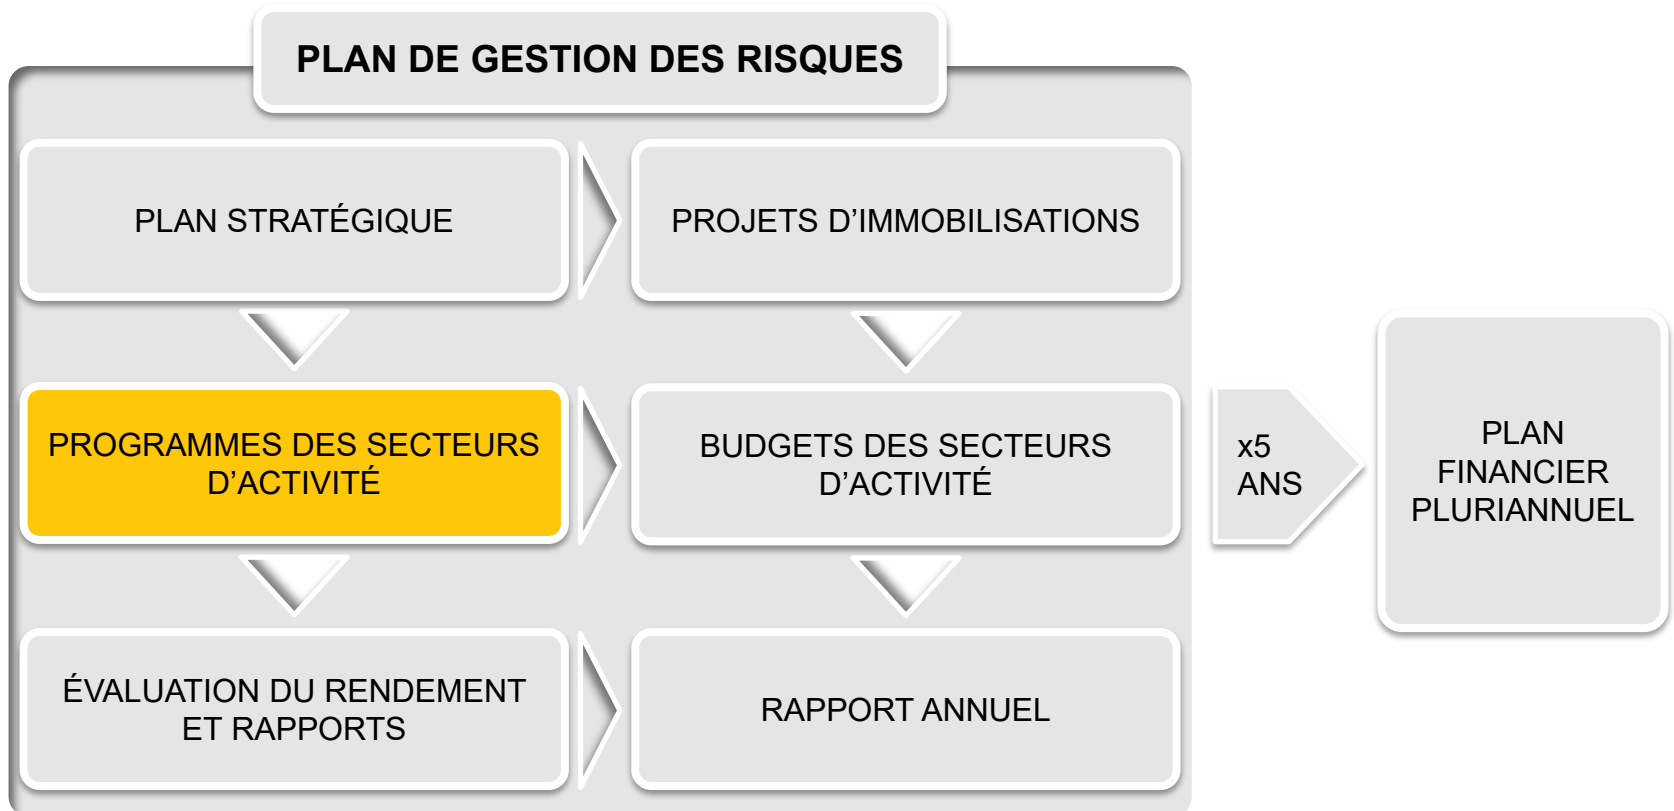 PLAN DE GESTION DES RISQUES
PLAN STRATÉGIQUE
PROJETS D’IMMOBILISATIONS
PROGRAMMES DES SECTEURS
D’ACTIVITÉ
BUDGETS DES SECTEURS
D’ACTIVITÉ
x5
ANS
PLAN
FINANCIER
PLURIANNUEL
ÉVALUATION DU RENDEMENT
ET RAPPORTS
RAPPORT ANNUEL